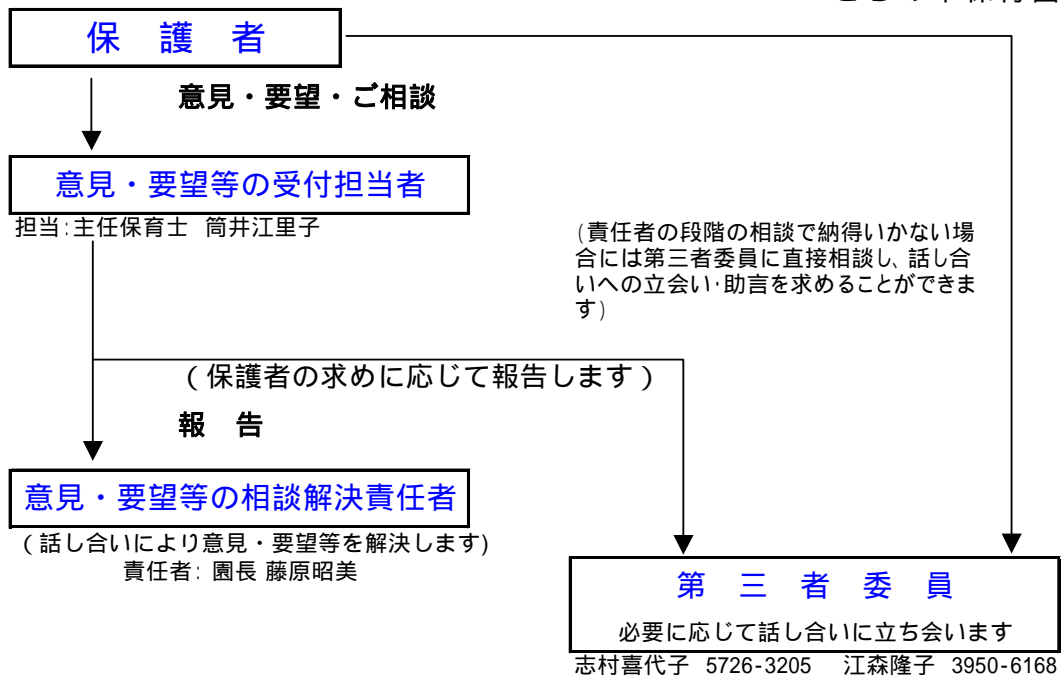 保 護 者
意見・要望・ご相談
意見・要望等の受付担当者
担当:主任保育士 筒井江里子
(責任者の段階の相談で納得いかない場
合には第三者委員に直接相談し、話し合
いへの立会い・助言を求めることができま
す)
(保護者の求めに応じて報告します)
報 告
意見・要望等の相談解決責任者
(話し合いにより意見・要望等を解決します)
責任者: 園長 藤原昭美
第 三 者 委 員
必要に応じて話し合いに立ち会います
志村喜代子 5726-3205 江森隆子 3950-6168